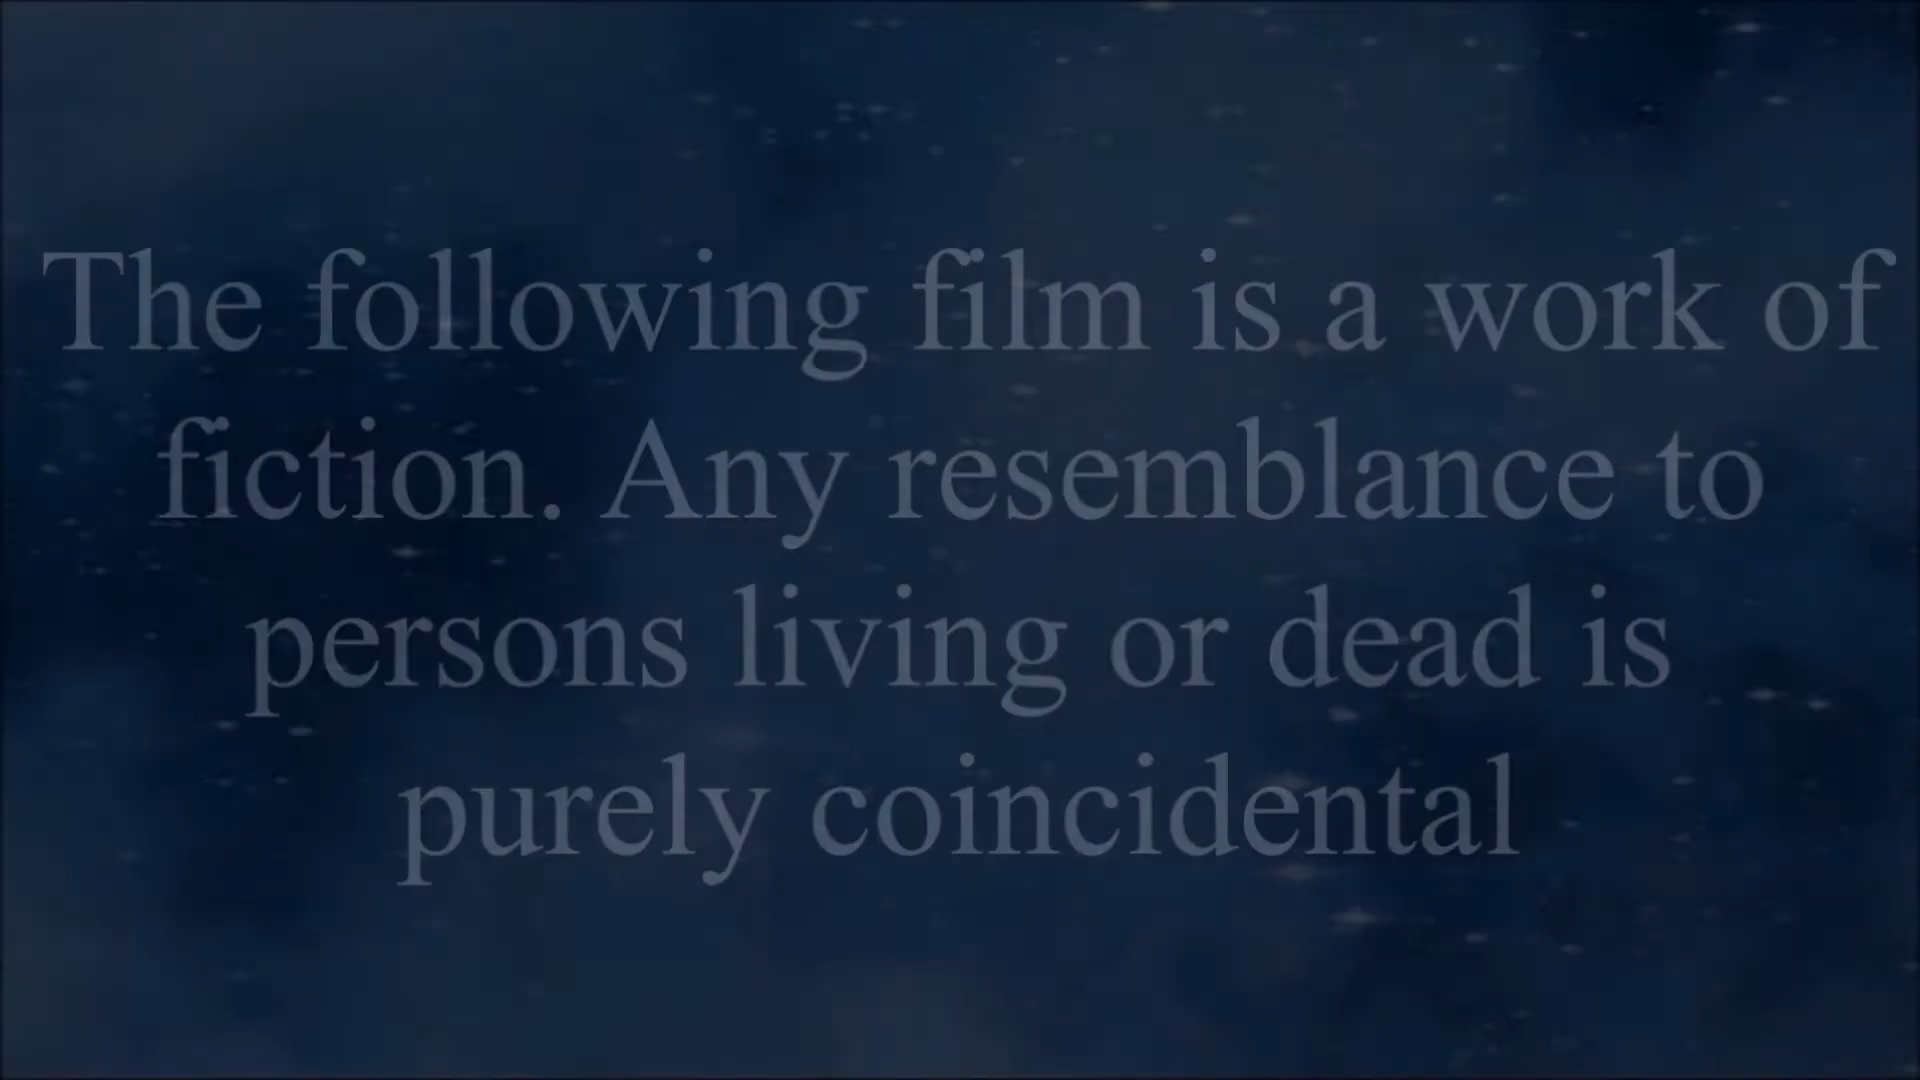 The following film is a work of
fiction. Any resemblance to
persons living or dead is
purely coincidental